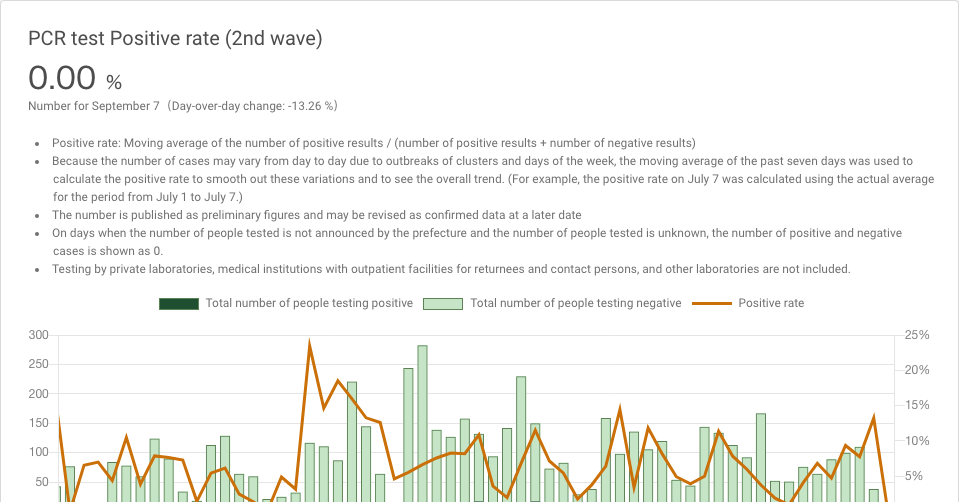 PCR test Positive rate (2nd wave)
0.00 %
Number for September 7 (Day-over-day change: -13.26 %)
• Positive rate: Moving average of the number of positive results / (number of positive results + number of negative results)
• Because the number of cases may vary from day to day due to outbreaks of clusters and days of the week, the moving average of the past seven days was used to
calculate the positive rate to smooth out these variations and to see the overall trend. (For example, the positive rate on July 7 was calculated using the actual average
for the period from July 1 to July 7.)
• The number is published as preliminary figures and may be revised as confirmed data at a later date
• On days when the number of people tested is not announced by the prefecture and the number of people tested is unknown, the number of positive and negative
cases is shown as 0.
• Testing by private laboratories, medical institutions with outpatient facilities for returnees and contact persons, and other laboratories are not included.
Total number of people testing positive Total number of people testing negative Positive rate
300 25%
250
200 20%
150 15%
100 10%
50 5%